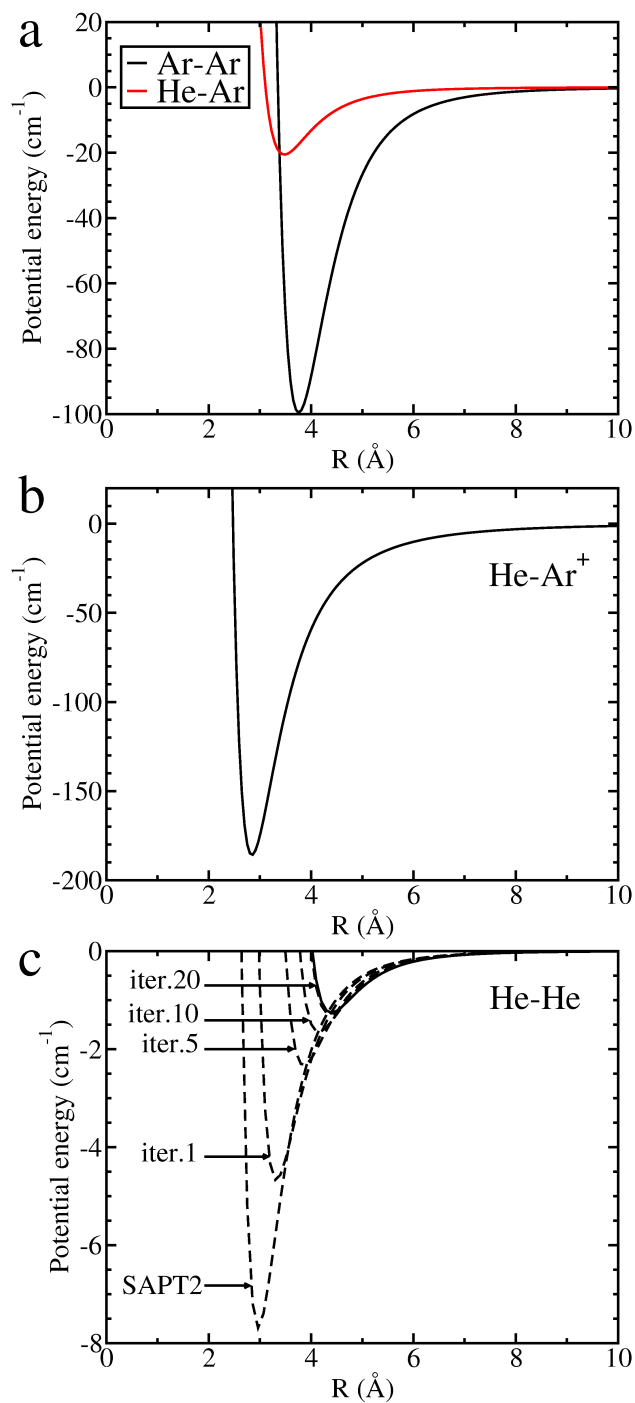 a
20
0
-20
-40
-60
-80
-100
Potential energy (cm-1)
Ar-Ar
He-Ar
0 2 4 6 8 10
R (Å)
b
0
-50
-100
-150
-200
Potential energy (cm-1)
He-Ar+
0 2 4 6 8 10
R (Å)
c
0
-2
-4
-6
-8
Potential energy (cm-1)
iter.20
He-He
iter.10
iter.5
iter.1
SAPT2
0 2 4 6 8 10
R (Å)